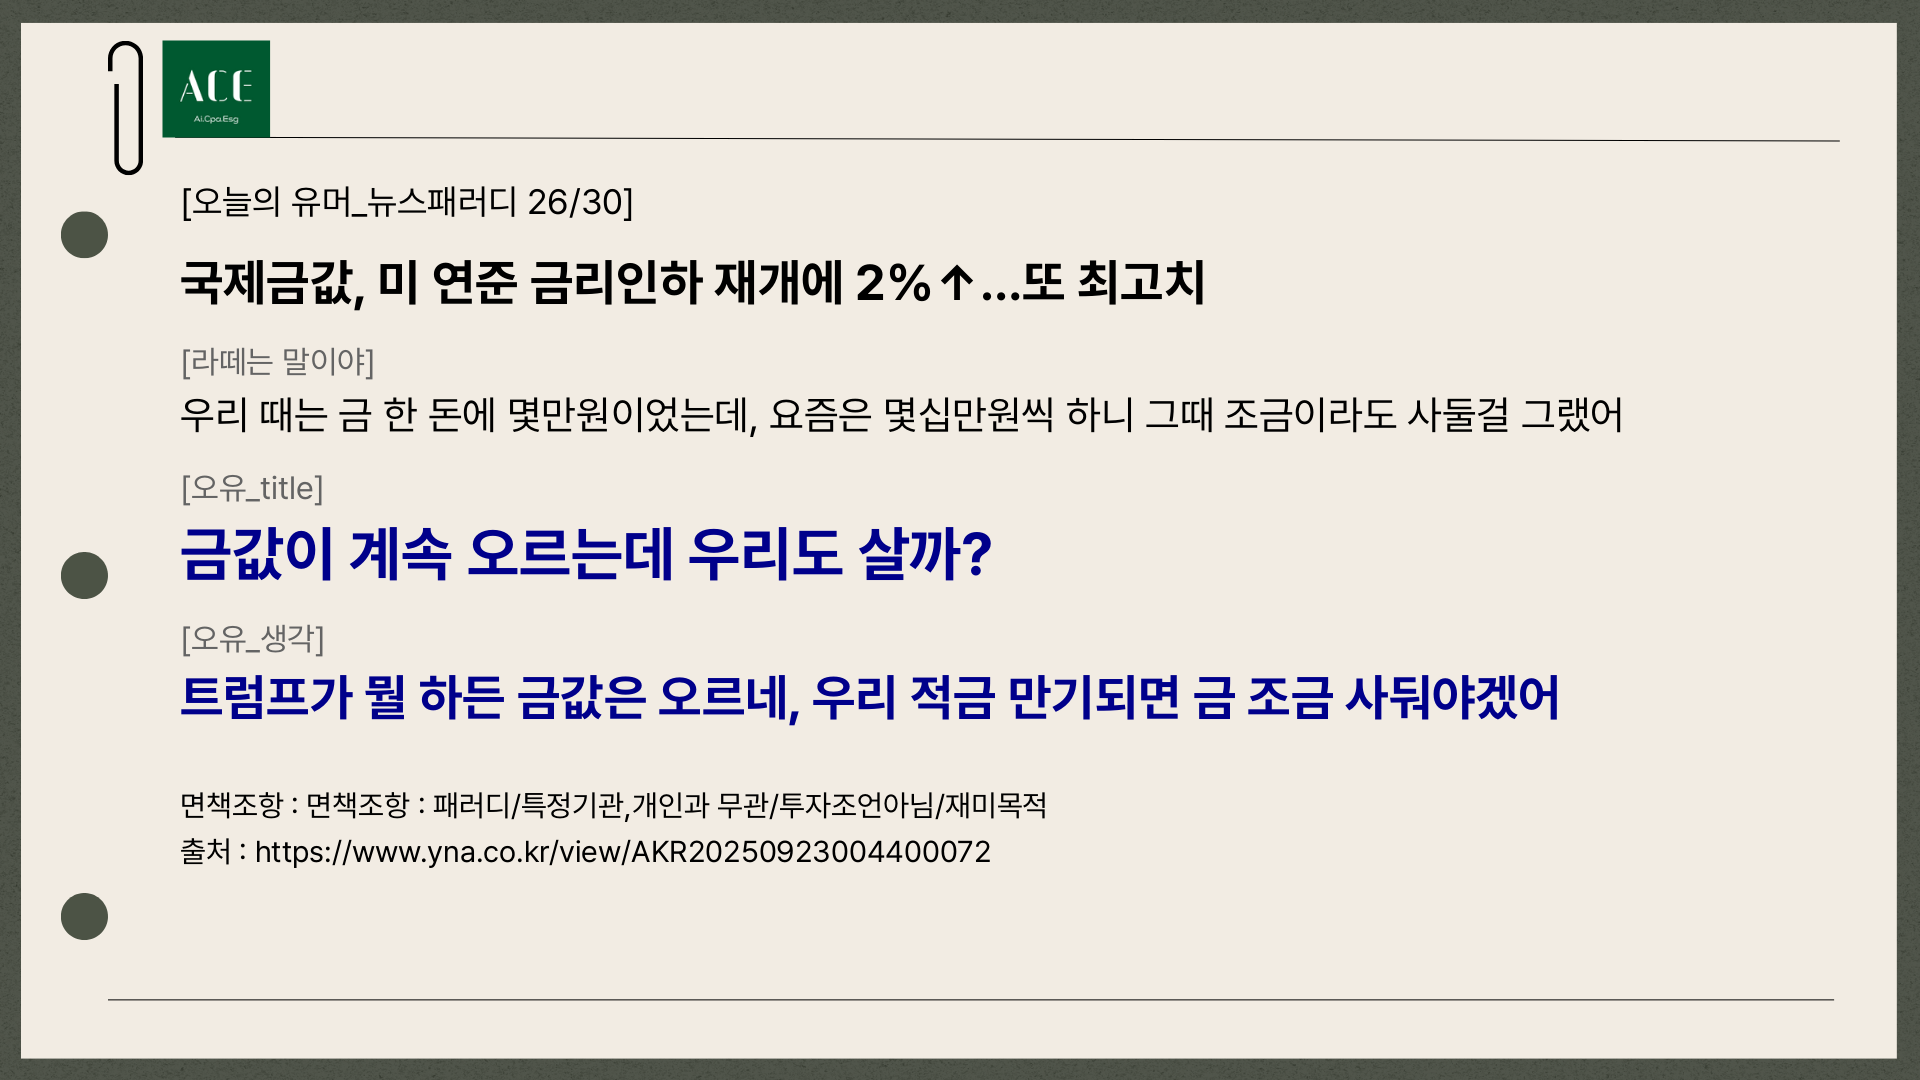 ACE
Ai.Cpa.Esg
[오늘의 유머_뉴스패러디 26/30]
국제금값, 미 연준 금리인하 재개에 2%↑...또 최고치
[라떼는 말이야]
우리 때는 금 한 돈에 몇만원이었는데, 요즘은 몇십만원씩 하니 그때 조금이라도 사둘걸 그랬어
[오유_title]
금값이 계속 오르는데 우리도 살까?
[오유_생각]
트럼프가 뭘 하든 금값은 오르네, 우리 적금 만기되면 금 조금 사둬야겠어
면책조항 : 면책조항 : 패러디/특정기관,개인과 무관/투자조언아님/재미목적
출처 : https://www.yna.co.kr/view/AKR20250923004400072